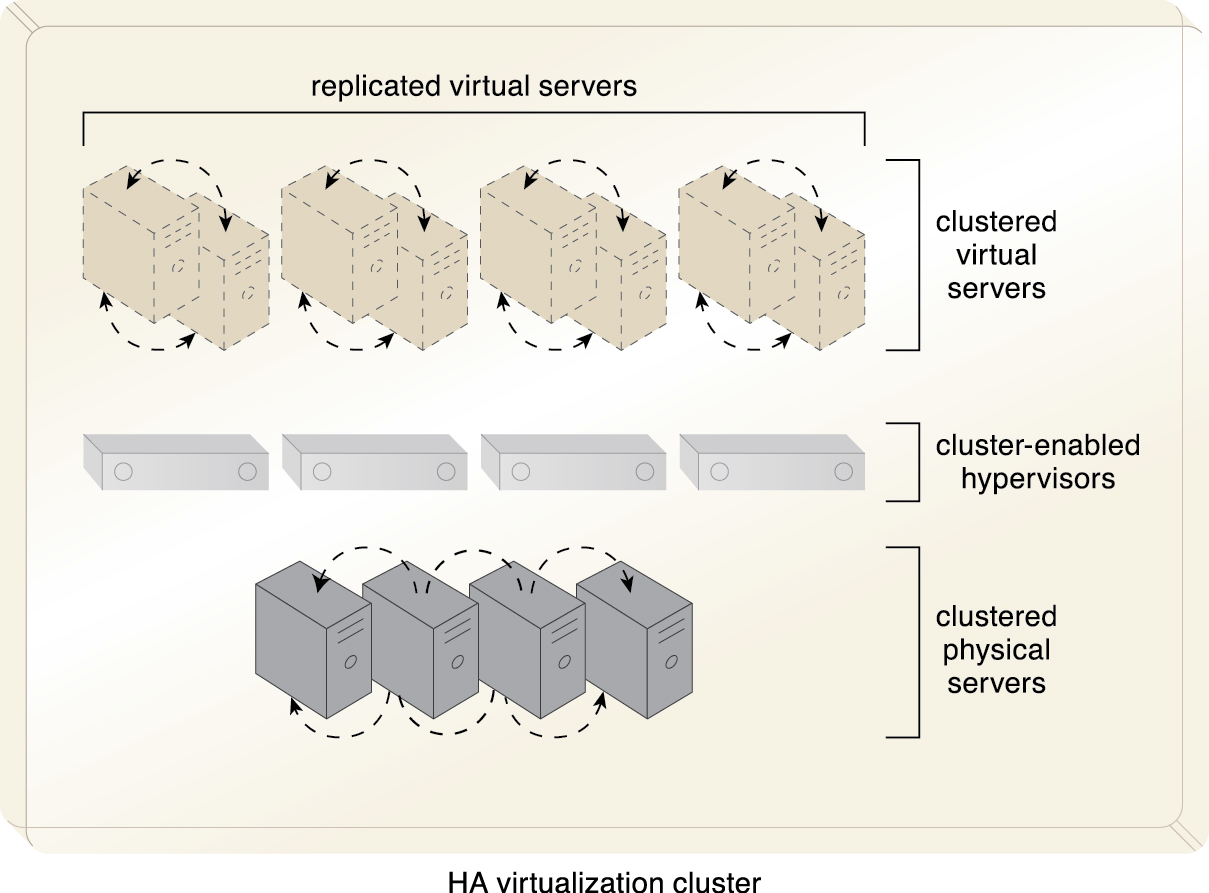 replicated virtual servers
clustered
virtual
servers
cluster-enabled
hypervisors
clustered
physical
servers
HA virtualization cluster